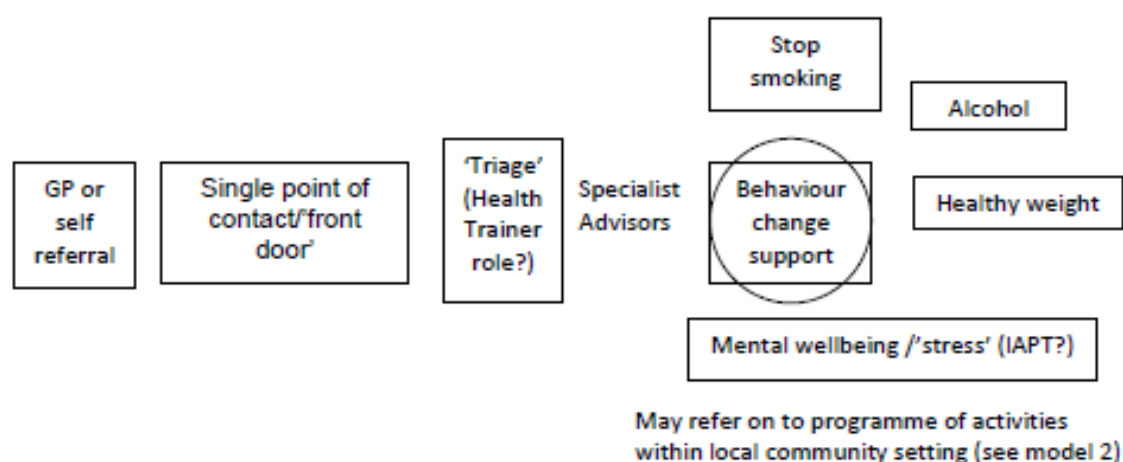 GP or
self
referral
Single point of
contact/'front
door'
'Triage'
(Health
Trainer
role?)
Specialist
Advisors
Stop
smoking
Alcohol
Behaviour
change
support
Healthy weight
Mental wellbeing /'stress' (IAPT?)
May refer on to programme of activities
within local community setting (see model 2)